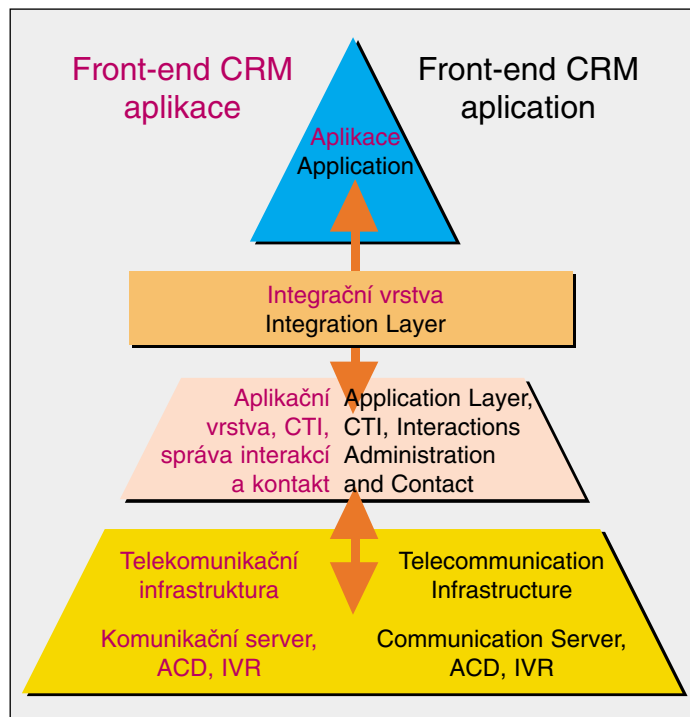 Front-end CRM
aplikace
Front-end CRM
aplication
Aplikace
Application
Integrační vrstva
Integration Layer
Aplikační
vrstva, CTI,
správa interakcí
a kontakt
Application Layer,
CTI, Interactions
Administration
and Contact
Telekomunikační
infrastruktura
Telecommunication
Infrastructure
Komunikační server,
ACD, IVR
Communication Server,
ACD, IVR